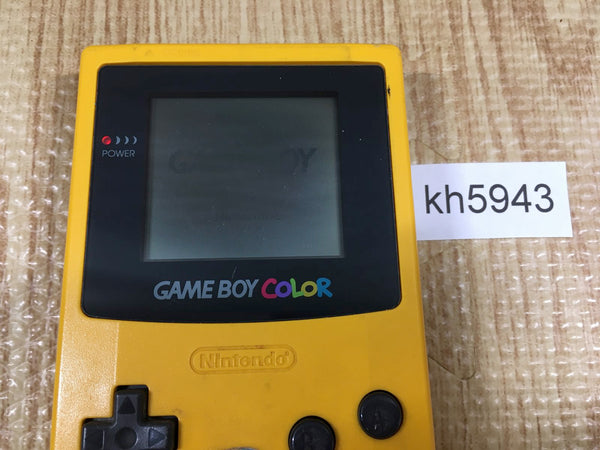 POWER
GAME BOY
GAME BOY COLOR
Nintendo
kh5943